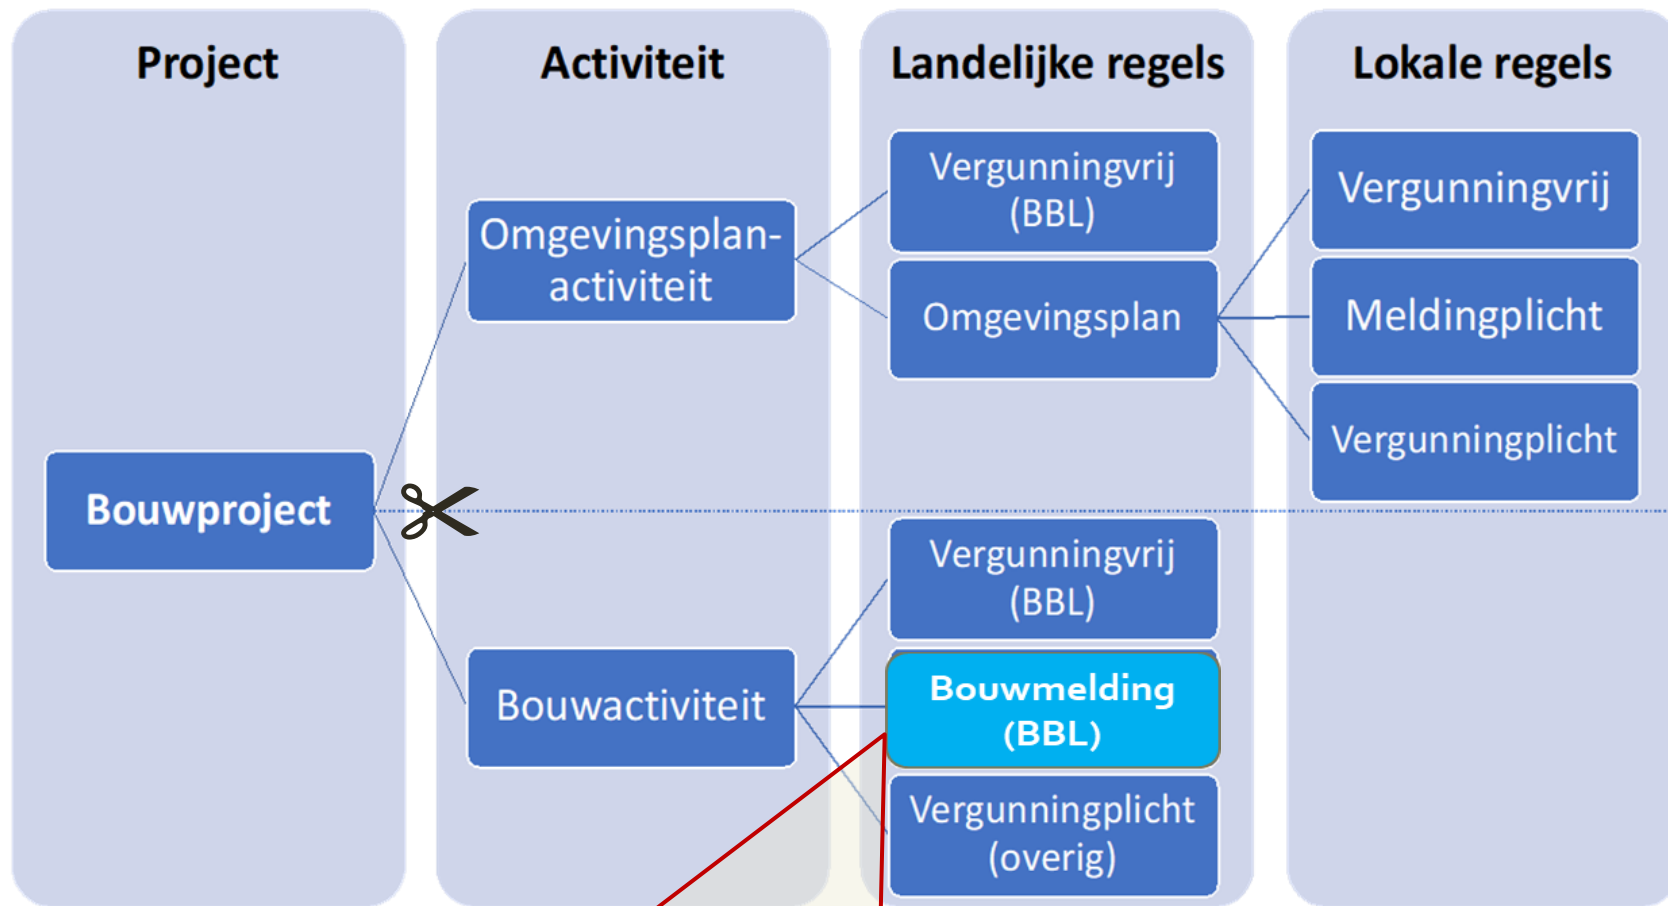 Project
Activiteit
Landelijke regels
Lokale regels
Vergunningvrij
(BBL)
Vergunningvrij
Omgevingsplan-
activiteit
Omgevingsplan
Meldingplicht
Vergunningplicht
Bouwproject
Vergunningvrij
(BBL)
Bouwactiviteit
Bouwmelding
(BBL)
Vergunningplicht
(overig)